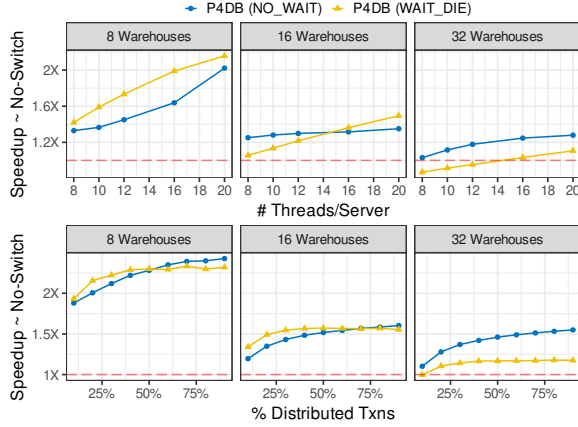 P4DB (NO_WAIT) P4DB (WAIT_DIE)
8 Warehouses 16 Warehouses 32 Warehouses
Speedup ~ No-Switch
2X
1.6X
1.2X
8 10 12 14 16 18 20 8 10 12 14 16 18 20 8 10 12 14 16 18 20
# Threads/Server
8 Warehouses 16 Warehouses 32 Warehouses
Speedup ~ No-Switch
2X
1.5X
1X
25% 50% 75% 25% 50% 75% 25% 50% 75%
% Distributed Txns